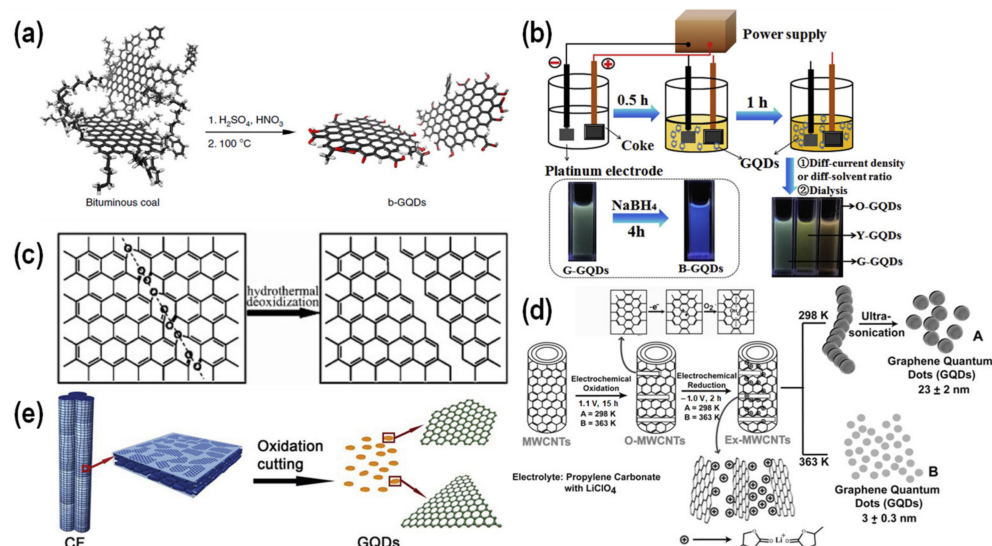 (a)
1. H₂SO₄, HNO₃
2. 100 °C
Bituminous coal
b-GQDs
(b)
Power supply
0.5 h
1 h
Coke
GQDs
Platinum electrode
①Diff-current density
or diff-solvent ratio
②Dialysis
NaBH₄
4h
G-GQDs
B-GQDs
O-GQDs
Y-GQDs
G-GQDs
(c)
hydrothermal
deoxidization
(d)
-e⁻
O₂
298 K
Ultra-
sonication
A
Graphene Quantum
Dots (GQDs)
23 ± 2 nm
Electrochemical
Oxidation
1.1 V, 15 h
A = 298 K
B = 363 K
Electrochemical
Reduction
−1.0 V, 2 h
A = 298 K
B = 363 K
MWCNTs
O-MWCNTs
Ex-MWCNTs
Electrolyte: Propylene Carbonate
with LiClO₄
363 K
B
Graphene Quantum
Dots (GQDs)
3 ± 0.3 nm
Li⁺
(e)
Oxidation
cutting
CF
GQDs